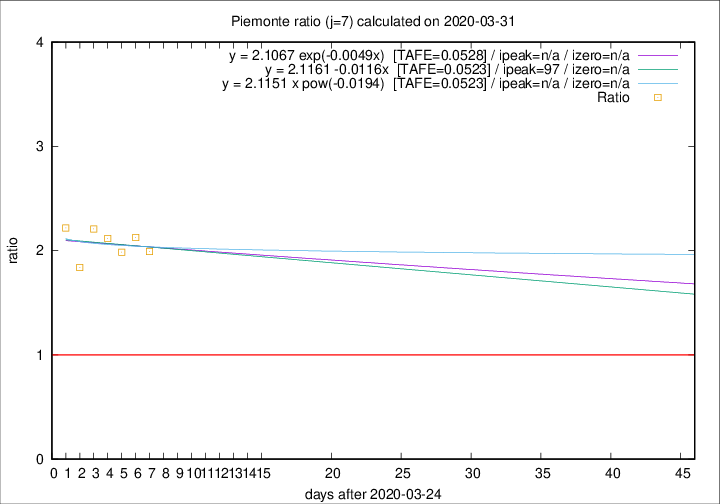 Piemonte ratio (j=7) calculated on 2020-03-31
y = 2.1067 exp(-0.0049x) [TAFE=0.0528] / ipeak=n/a / izero=n/a
y = 2.1161 -0.0116x [TAFE=0.0523] / ipeak=97 / izero=n/a
y = 2.1151 x pow(-0.0194) [TAFE=0.0523] / ipeak=n/a / izero=n/a
Ratio
4
3
2
1
0
ratio
0 1 2 3 4 5 6 7 8 9 10 11 12 13 14 15 20 25 30 35 40 45
days after 2020-03-24